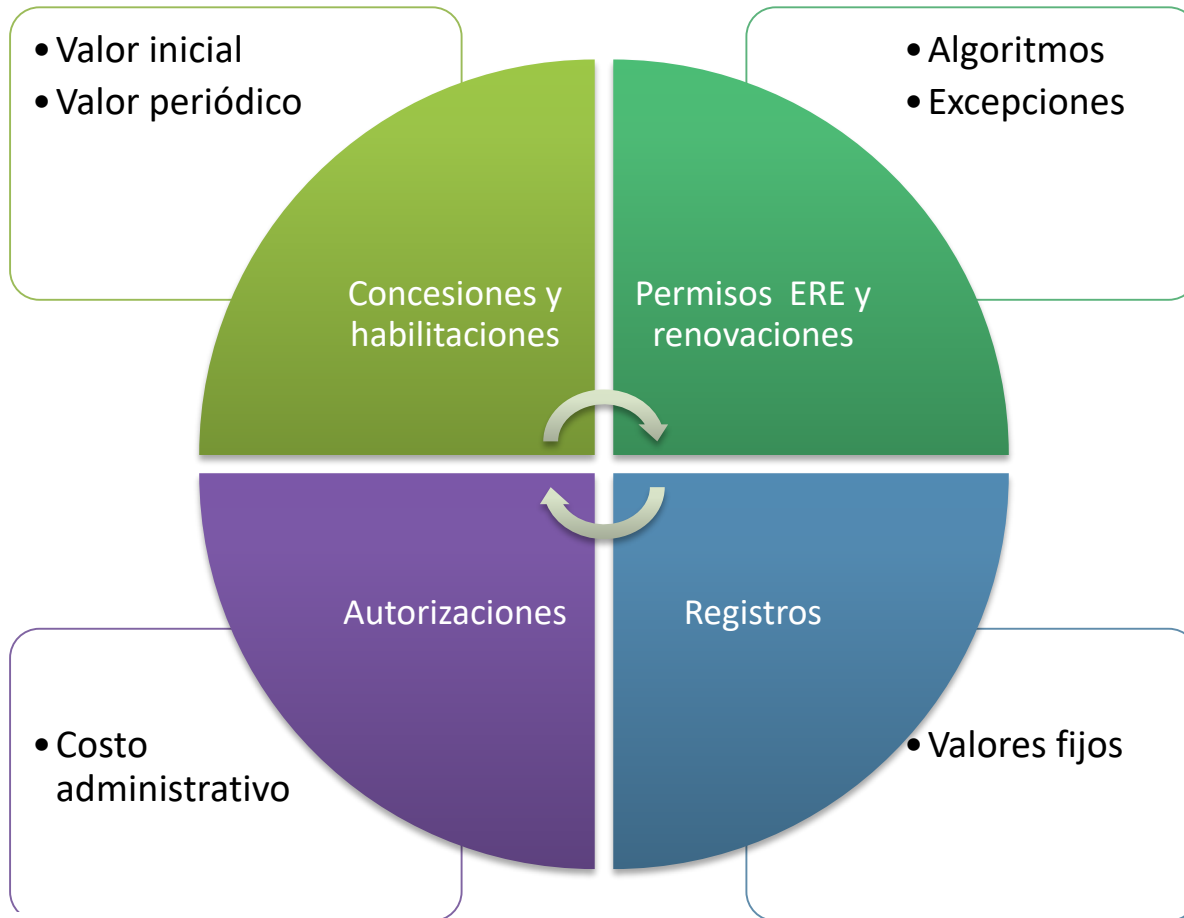 • Valor inicial
• Valor periódico
• Algoritmos
• Excepciones
Concesiones y
habilitaciones
Permisos ERE y
renovaciones
Autorizaciones
Registros
• Costo
administrativo
• Valores fijos